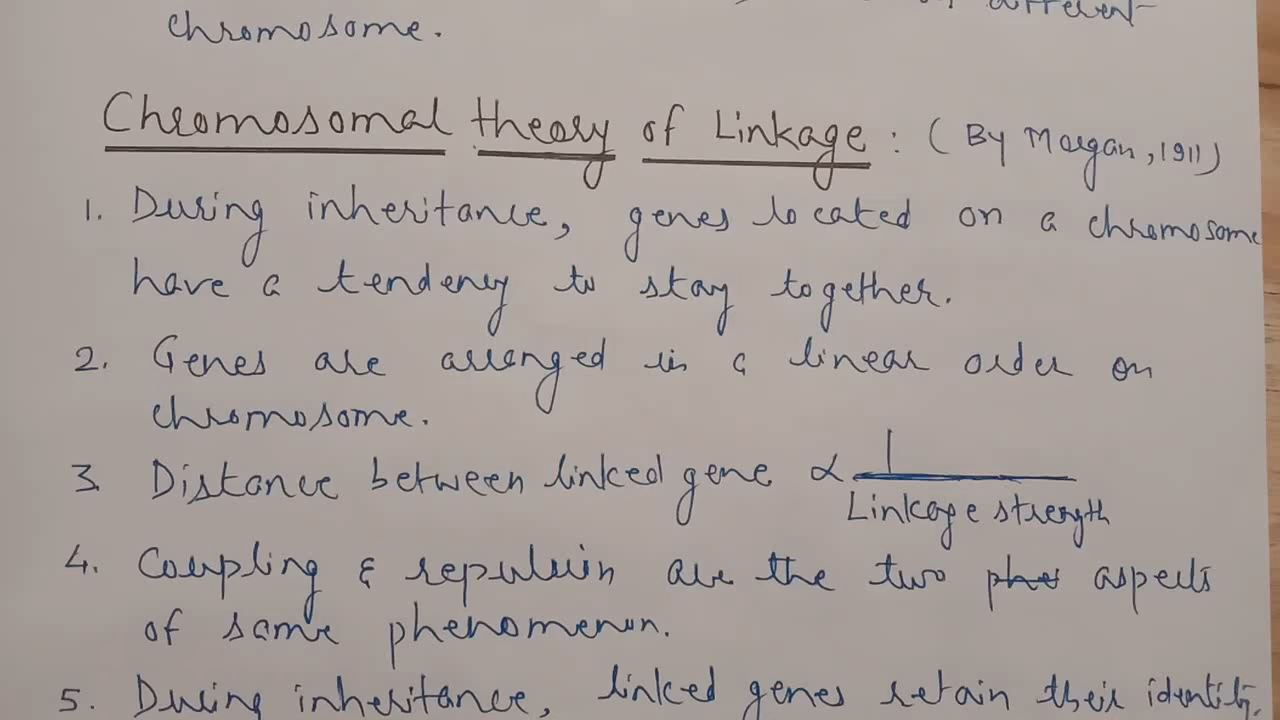 different
chromosome.
Chromosomal theory of Linkage : (By Morgan, 1911)
1. During inheritance, genes located on a chromosome
have a tendency to stay together.
2. Genes are arranged in a linear order on
chromosome.
3. Distance between linked gene ∝ 1
Linkage strength
4. Coupling & repulsion are the two aspects
of same phenomenon.
5. During inheritance, linked genes retain their identity.